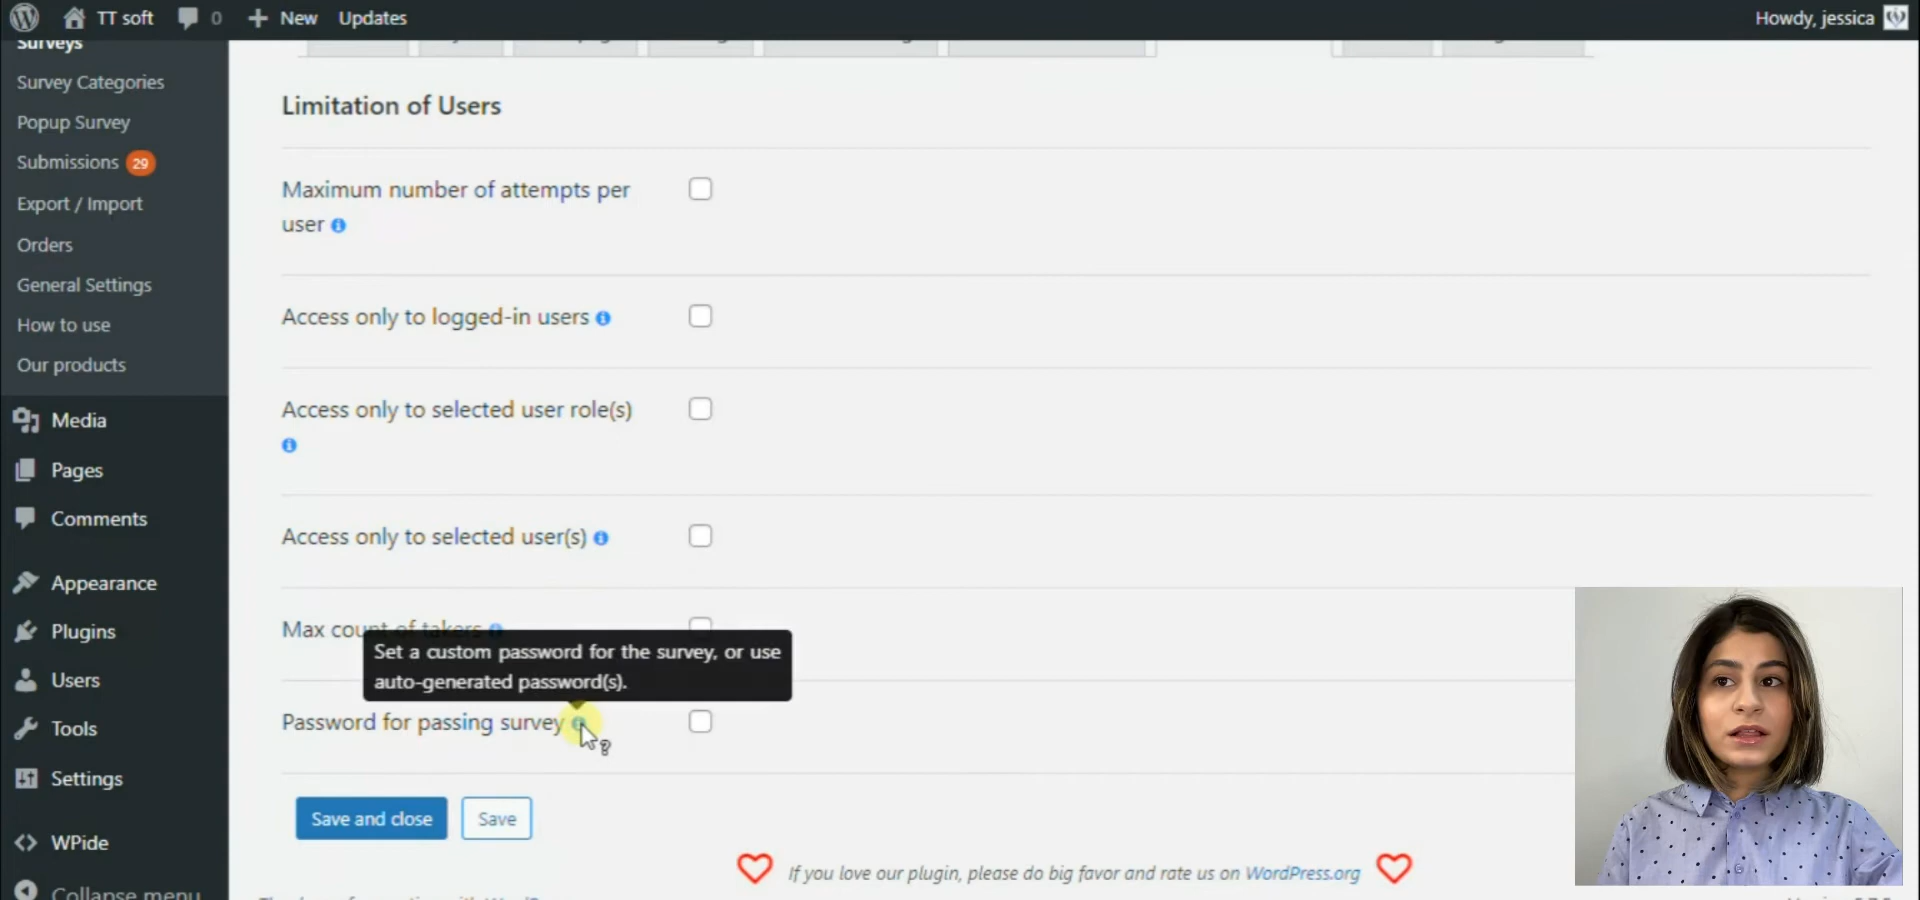 TT soft
0
New
Updates
Howdy, jessica
Surveys
Survey Categories
Popup Survey
Submissions 29
Export / Import
Orders
General Settings
How to use
Our products
Media
Pages
Comments
Appearance
Plugins
Users
Tools
Settings
WPide
Collapse menu
Limitation of Users
Maximum number of attempts per
user
Access only to logged-in users
Access only to selected user role(s)
Access only to selected user(s)
Max count of takers
Set a custom password for the survey, or use
auto-generated password(s).
Password for passing survey
Save and close
Save
If you love our plugin, please do big favor and rate us on WordPress.org